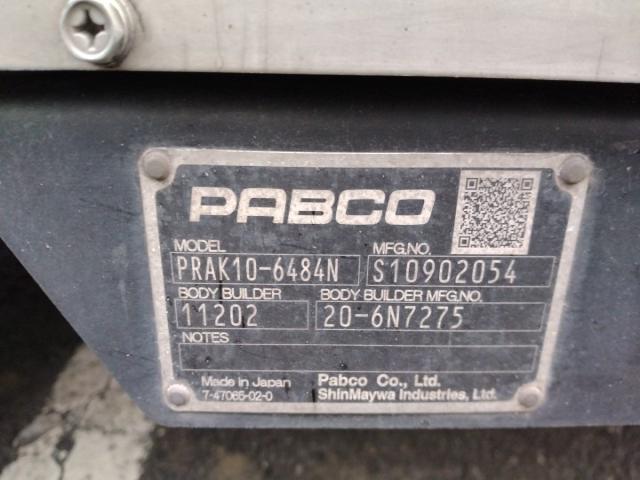 PABCO
MODEL MFG.NO.
PRAK10-6484N S10902054
BODY BUILDER BODY BUILDER MFG.NO.
11202 20-6N7275
NOTES
Made in Japan Pabco Co., Ltd.
7-47065-02-0 ShinMaywa Industries, Ltd.